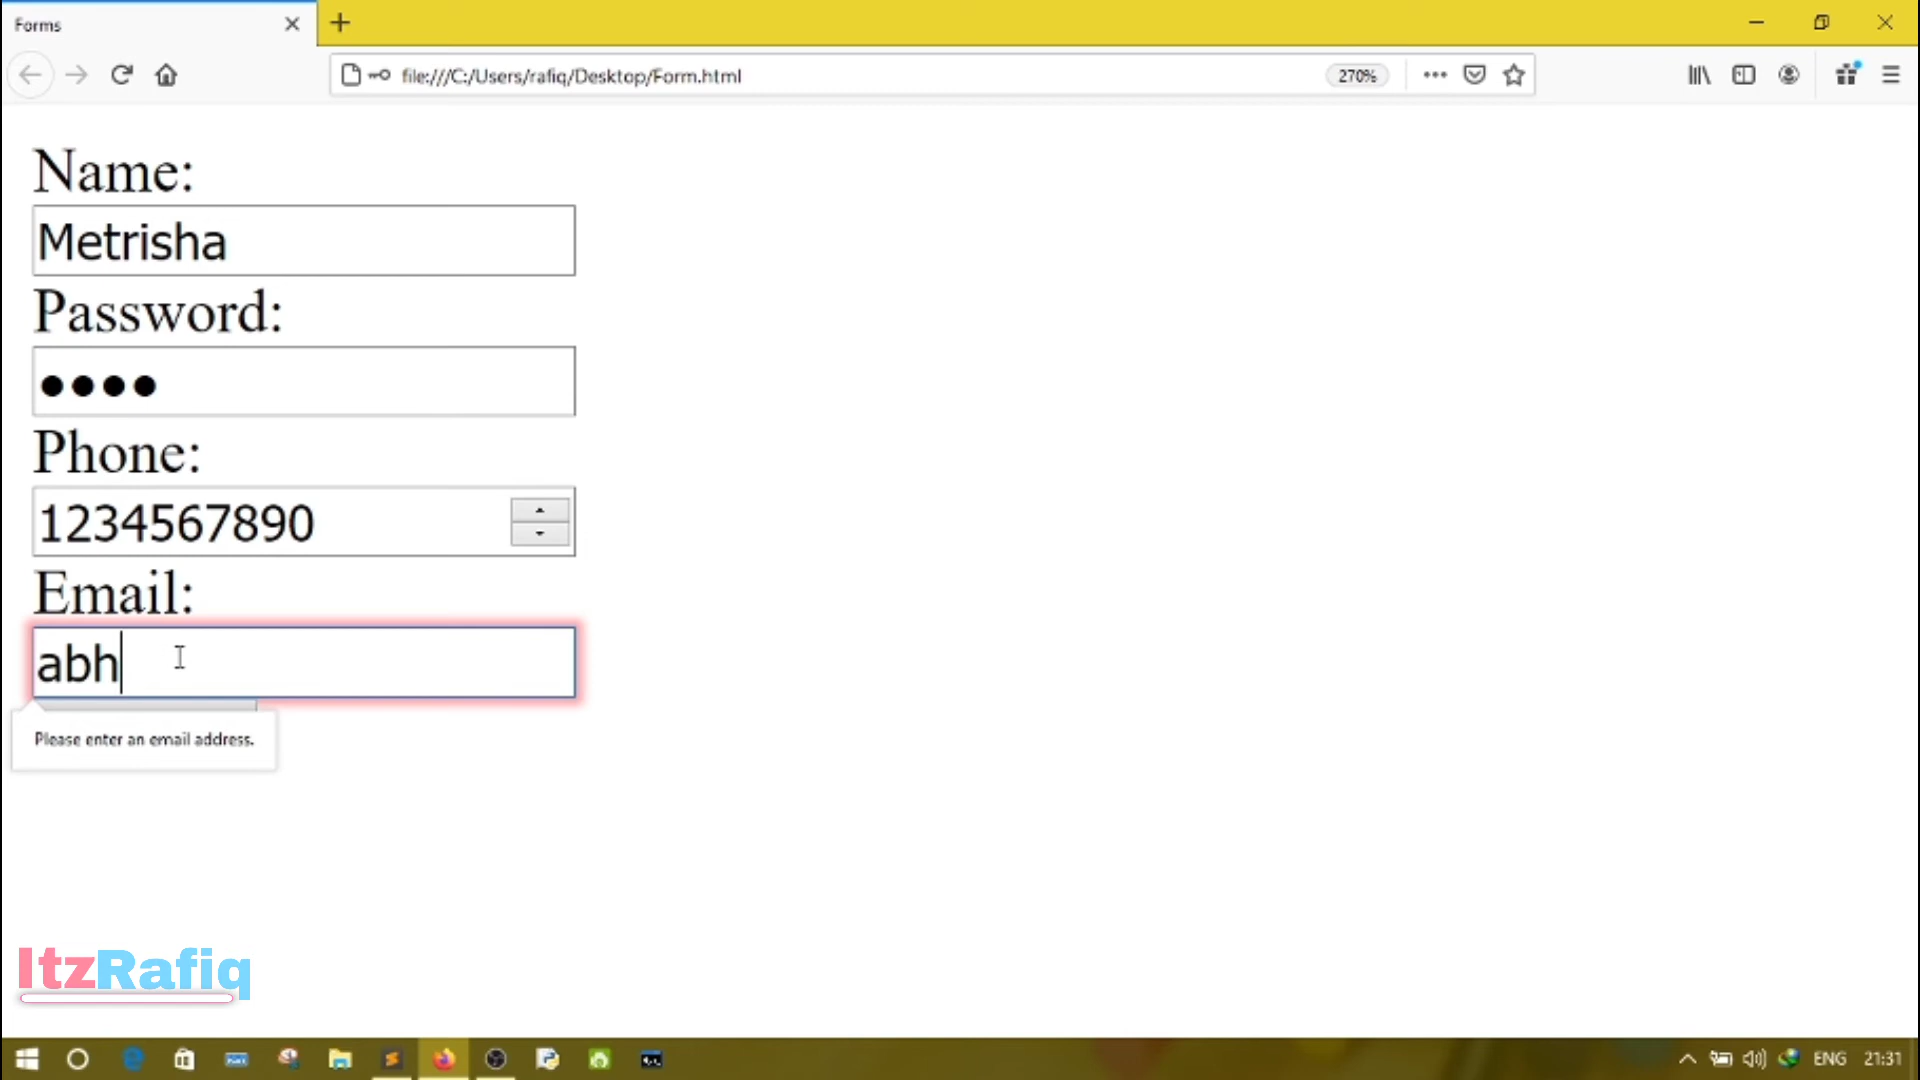 Forms
file:///C:/Users/rafiq/Desktop/Form.html
270%
Name:
Metrisha
Password:
Phone:
1234567890
Email:
abh
Please enter an email address.
ItzRafiq
ENG 21:31